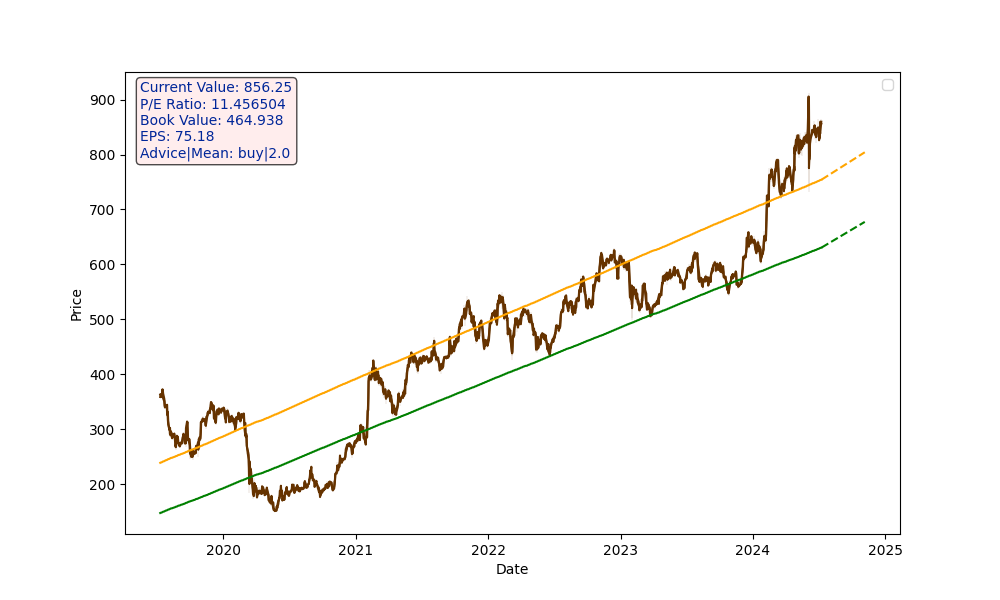 Current Value: 856.25
P/E Ratio: 11.456504
Book Value: 464.938
EPS: 75.18
Advice|Mean: buy|2.0
900
800
700
600
500
400
300
200
Price
2020 2021 2022 2023 2024 2025
Date